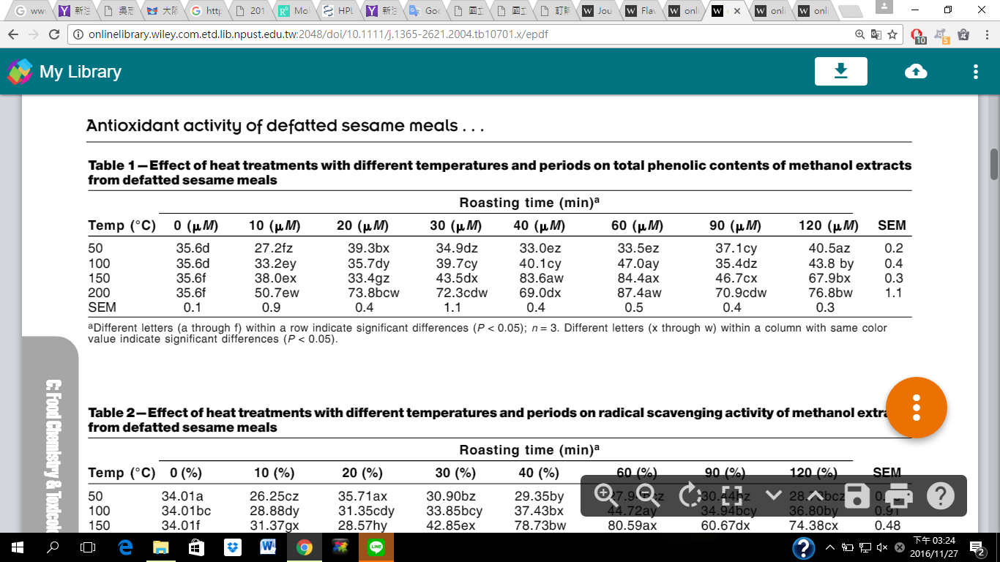 ww
新注
吳志
大阪
http
201
Mol
HPL
新注
Goo
國立
國立
訂閱
Jou
Flav
onli
onli
onli
onlinelibrary.wiley.com.etd.lib.npust.edu.tw:2048/doi/10.1111/j.1365-2621.2004.tb10701.x/epdf
10
5
My Library
Antioxidant activity of defatted sesame meals . . .
Table 1—Effect of heat treatments with different temperatures and periods on total phenolic contents of methanol extracts
from defatted sesame meals
Roasting time (min)a
Temp (°C) 0 (μM) 10 (μM) 20 (μM) 30 (μM) 40 (μM) 60 (μM) 90 (μM) 120 (μM) SEM
50 35.6d 27.2fz 39.3bx 34.9dz 33.0ez 33.5ez 37.1cy 40.5az 0.2
100 35.6d 33.2ey 35.7dy 39.7cy 40.1cy 47.0ay 35.4dz 43.8 by 0.4
150 35.6f 38.0ex 33.4gz 43.5dx 83.6aw 84.4ax 46.7cx 67.9bx 0.3
200 35.6f 50.7ew 73.8bcw 72.3cdw 69.0dx 87.4aw 70.9cdw 76.8bw 1.1
SEM 0.1 0.9 0.4 1.1 0.4 0.5 0.4 0.3
aDifferent letters (a through f) within a row indicate significant differences (P < 0.05); n = 3. Different letters (x through w) within a column with same color
value indicate significant differences (P < 0.05).
C: Food Chemistry & Toxicol
Table 2—Effect of heat treatments with different temperatures and periods on radical scavenging activity of methanol extra
from defatted sesame meals
Roasting time (min)a
Temp (°C) 0 (%) 10 (%) 20 (%) 30 (%) 40 (%) 60 (%) 90 (%) 120 (%) SEM
50 34.01a 26.25cz 35.71ax 30.90bz 29.35by
100 34.01bc 28.88dy 31.35cdy 33.85bcy 37.43bx 44.72ay 34.94bcy 36.80by 0.91
150 34.01f 31.37gx 28.57hy 42.85ex 78.73bw 80.59ax 60.67dx 74.38cx 0.48
下午 03:24
2016/11/27
2